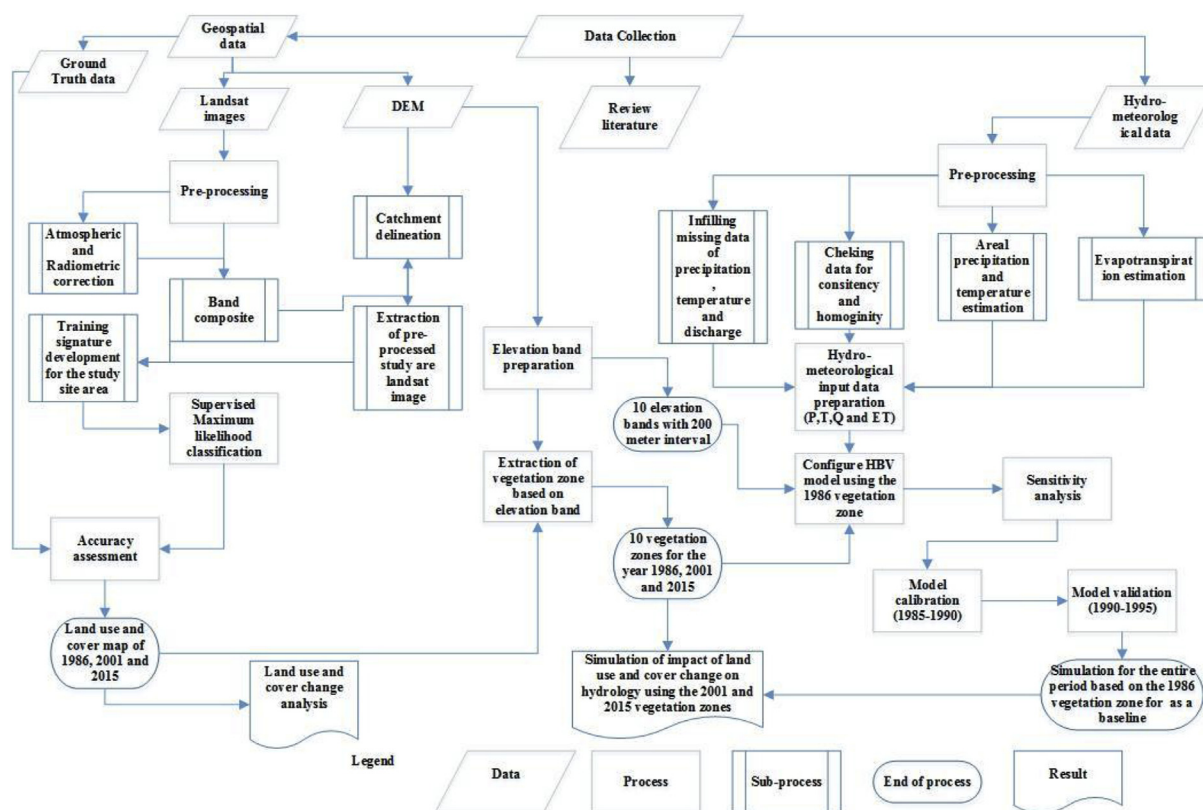 Geospatial
data
Data Collection
Ground
Truth data
Landsat
images
DEM
Review
literature
Hydro-
meteorolog
ical data
Pre-processing
Pre-processing
Atmospheric
and
Radiometric
correction
Catchment
delineation
Infilling
missing data
of
precipitation
,
temperature
and
discharge
Cheking
data for
consitency
and
homoginity
Areal
precipitation
and
temperature
estimation
Evapotranspi
ration estimation
Band
composite
Training
signature
development
for the study
site area
Extraction
of pre-
processed
study are
landsat
image
Elevation band
preparation
Hydro-
meteorological
input data
preparation
(P,T,Q and ET)
Supervised
Maximum
likelihood
classification
10 elevation
bands with 200
meter interval
Extraction of
vegetation zone
based on
elevation band
Configure HBV
model using the
1986 vegetation
zone
Sensitivity
analysis
Accuracy
assessment
10 vegetation
zones for the
year 1986, 2001
and 2015
Model
calibration
(1985-1990)
Model validation
(1990-1995)
Land use and
cover map of
1986, 2001 and
2015
Land use and
cover change
analysis
Simulation of impact of land
use and cover change on
hydrology using the 2001 and
2015 vegetation zones
Simulation for the entire
period based on the 1986
vegetation zone for as a
baseline
Legend
Data
Process
Sub-process
End of process
Result